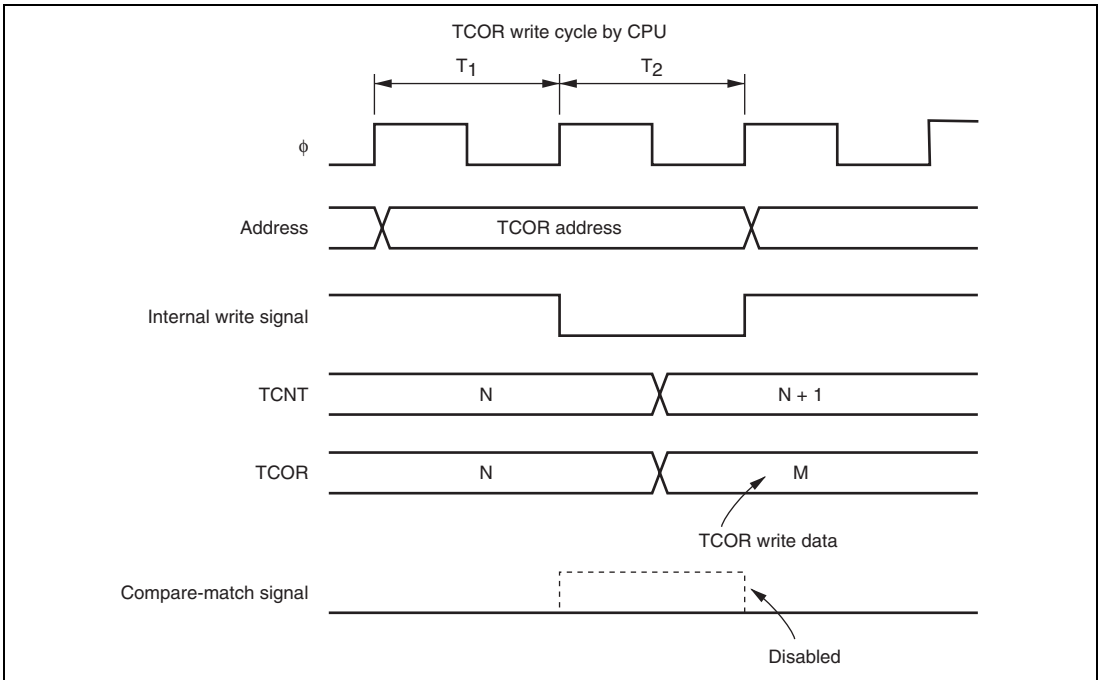 TCOR write cycle by CPU
T1 T2
φ
Address TCOR address
Internal write signal
TCNT N N + 1
TCOR N M
TCOR write data
Compare-match signal
Disabled